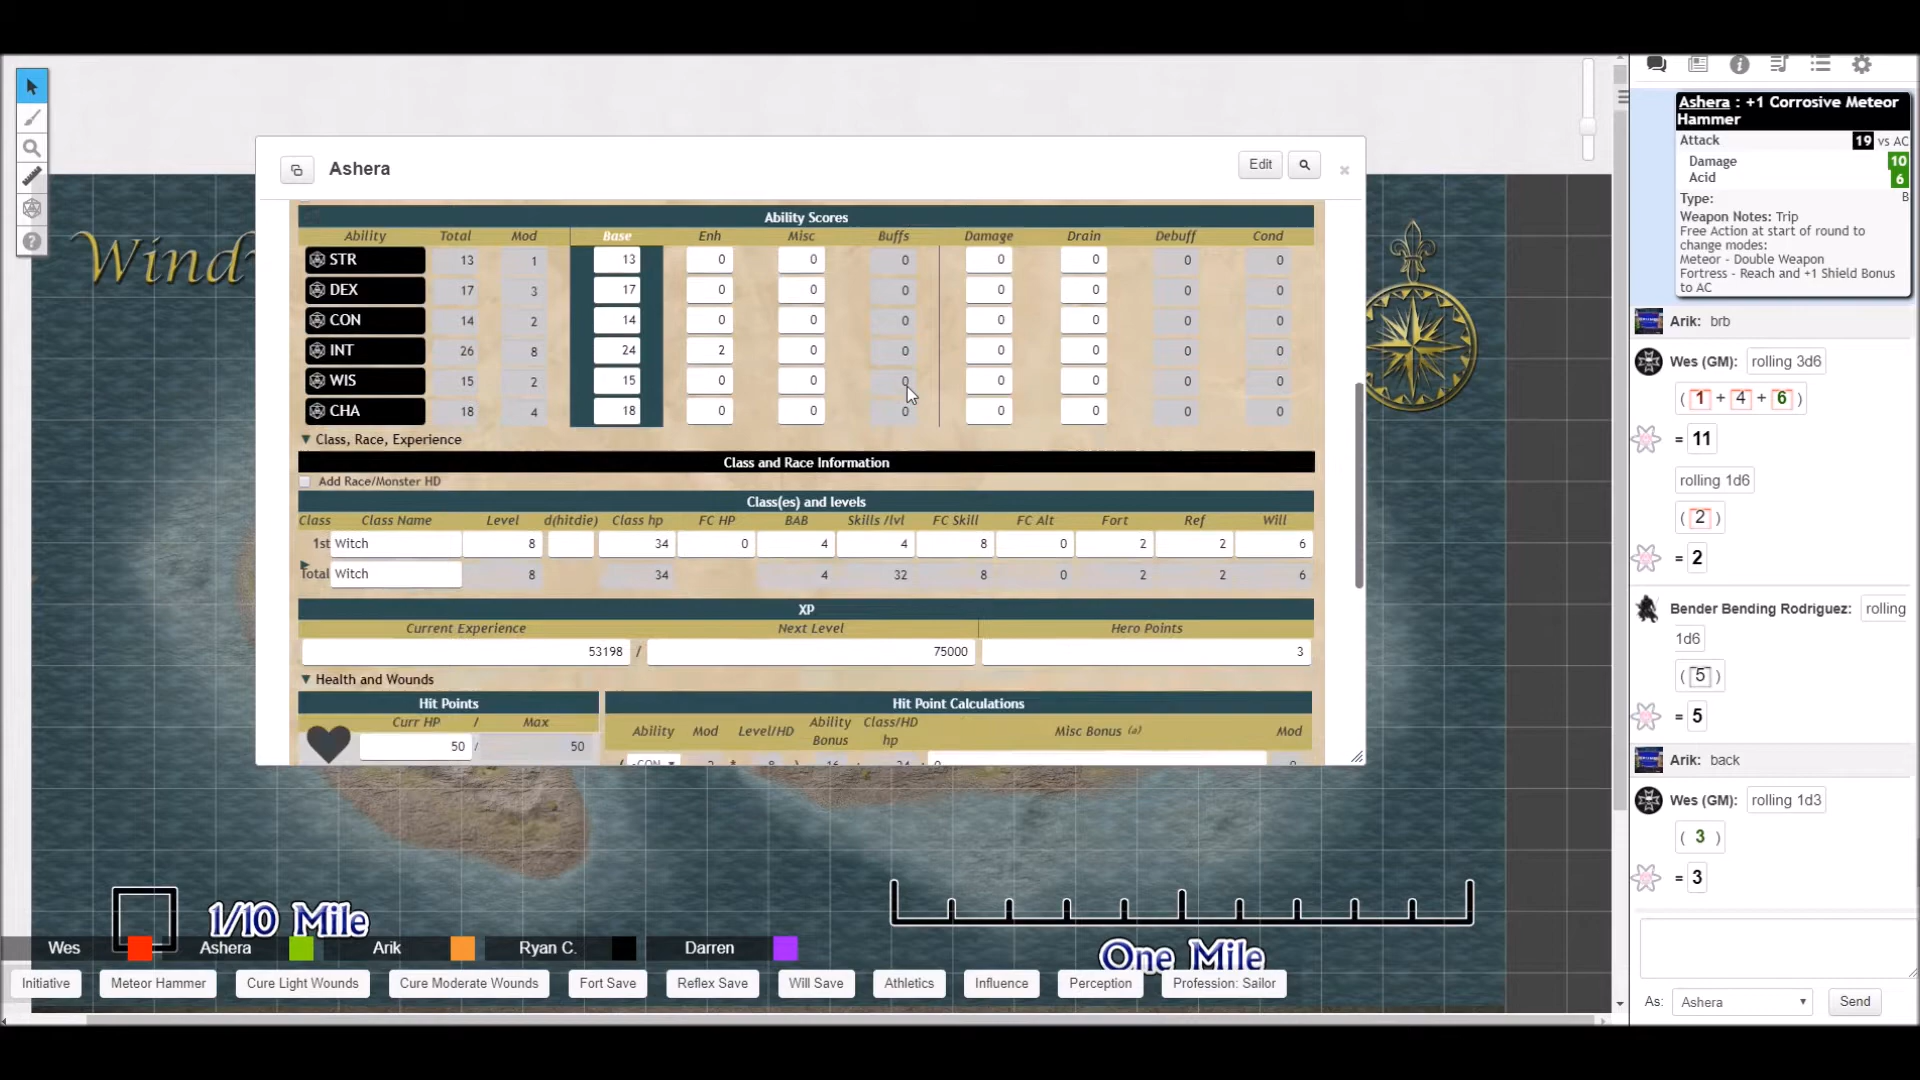 Wind
Ashera
Edit
Ability Scores
Ability Total Mod Base Enh Misc Buffs Damage Drain Debuff Cond
STR 13 1 13 0 0 0 0 0 0 0
DEX 17 3 17 0 0 0 0 0 0 0
CON 14 2 14 0 0 0 0 0 0 0
INT 26 8 24 2 0 0 0 0 0 0
WIS 15 2 15 0 0 0 0 0 0 0
CHA 18 4 18 0 0 0 0 0 0 0
Class, Race, Experience
Class and Race Information
Add Race/Monster HD
Class(es) and levels
Class Class Name Level d(hitdie) Class hp FC HP BAB Skills /lvl FC Skill FC Alt Fort Ref Will
1st Witch 8 34 0 4 4 8 0 2 2 6
Total Witch 8 34 4 32 8 0 2 2 6
XP
Current Experience Next Level Hero Points
53198 / 75000 3
Health and Wounds
Hit Points Hit Point Calculations
Curr HP / Max
Ability Mod Level/HD Ability Bonus Class/HD hp Misc Bonus (a) Mod
50 / 50
1/10 Mile
One Mile
Wes Ashera Arik Ryan C. Darren
Initiative Meteor Hammer Cure Light Wounds Cure Moderate Wounds Fort Save Reflex Save Will Save Athletics Influence Perception Profession: Sailor
Ashera : +1 Corrosive Meteor
Hammer
Attack 19 vs AC
Damage 10
Acid 6
Type: B
Weapon Notes: Trip
Free Action at start of round to
change modes:
Meteor - Double Weapon
Fortress - Reach and +1 Shield Bonus
to AC
Arik: brb
Wes (GM): rolling 3d6
( 1 + 4 + 6 )
= 11
rolling 1d6
( 2 )
= 2
Bender Bending Rodriguez: rolling
1d6
( 5 )
= 5
Arik: back
Wes (GM): rolling 1d3
( 3 )
= 3
As: Ashera Send